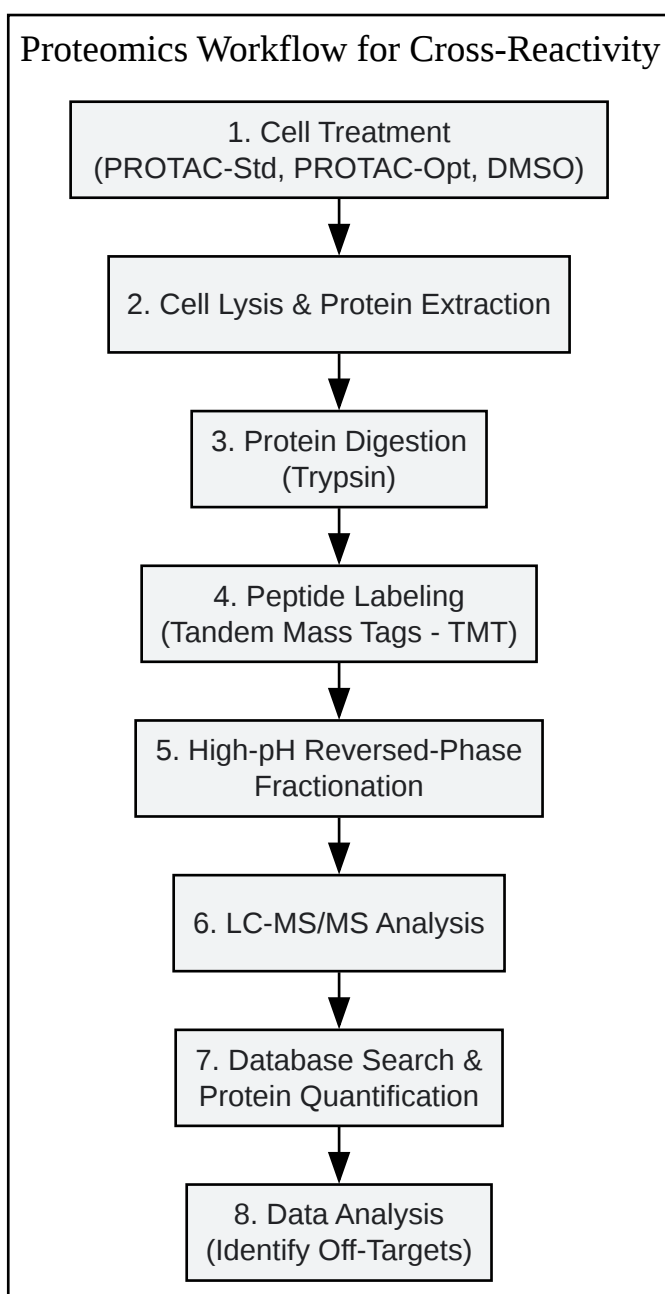 Proteomics Workflow for Cross-Reactivity
1. Cell Treatment
(PROTAC-Std, PROTAC-Opt, DMSO)
2. Cell Lysis & Protein Extraction
3. Protein Digestion
(Trypsin)
4. Peptide Labeling
(Tandem Mass Tags - TMT)
5. High-pH Reversed-Phase
Fractionation
6. LC-MS/MS Analysis
7. Database Search &
Protein Quantification
8. Data Analysis
(Identify Off-Targets)